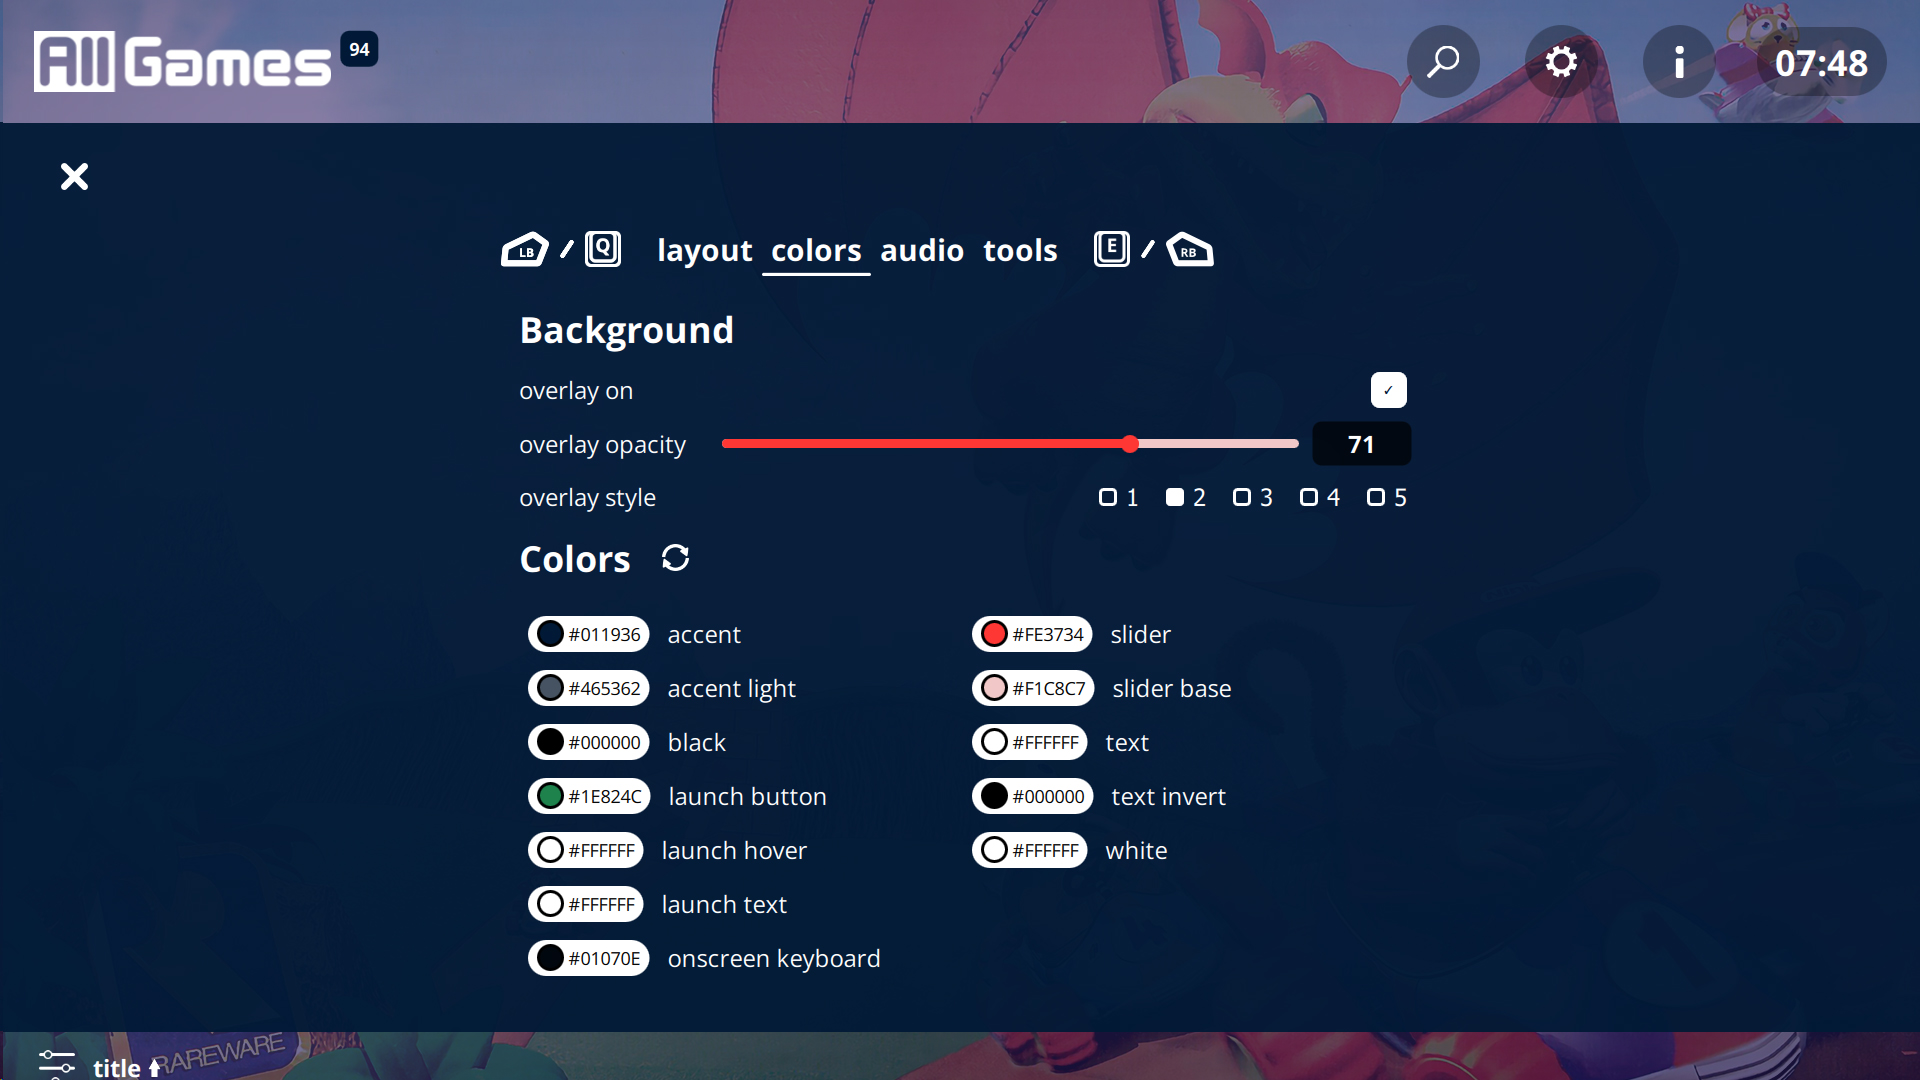 All Games 94
07:48
LB / Q layout colors audio tools E / RB
Background
overlay on ✓
overlay opacity 71
overlay style 1 2 3 4 5
Colors
#011936 accent
#465362 accent light
#000000 black
#1E824C launch button
#FFFFFF launch hover
#FFFFFF launch text
#01070E onscreen keyboard
#FE3734 slider
#F1C8C7 slider base
#FFFFFF text
#000000 text invert
#FFFFFF white
RAREWARE
title